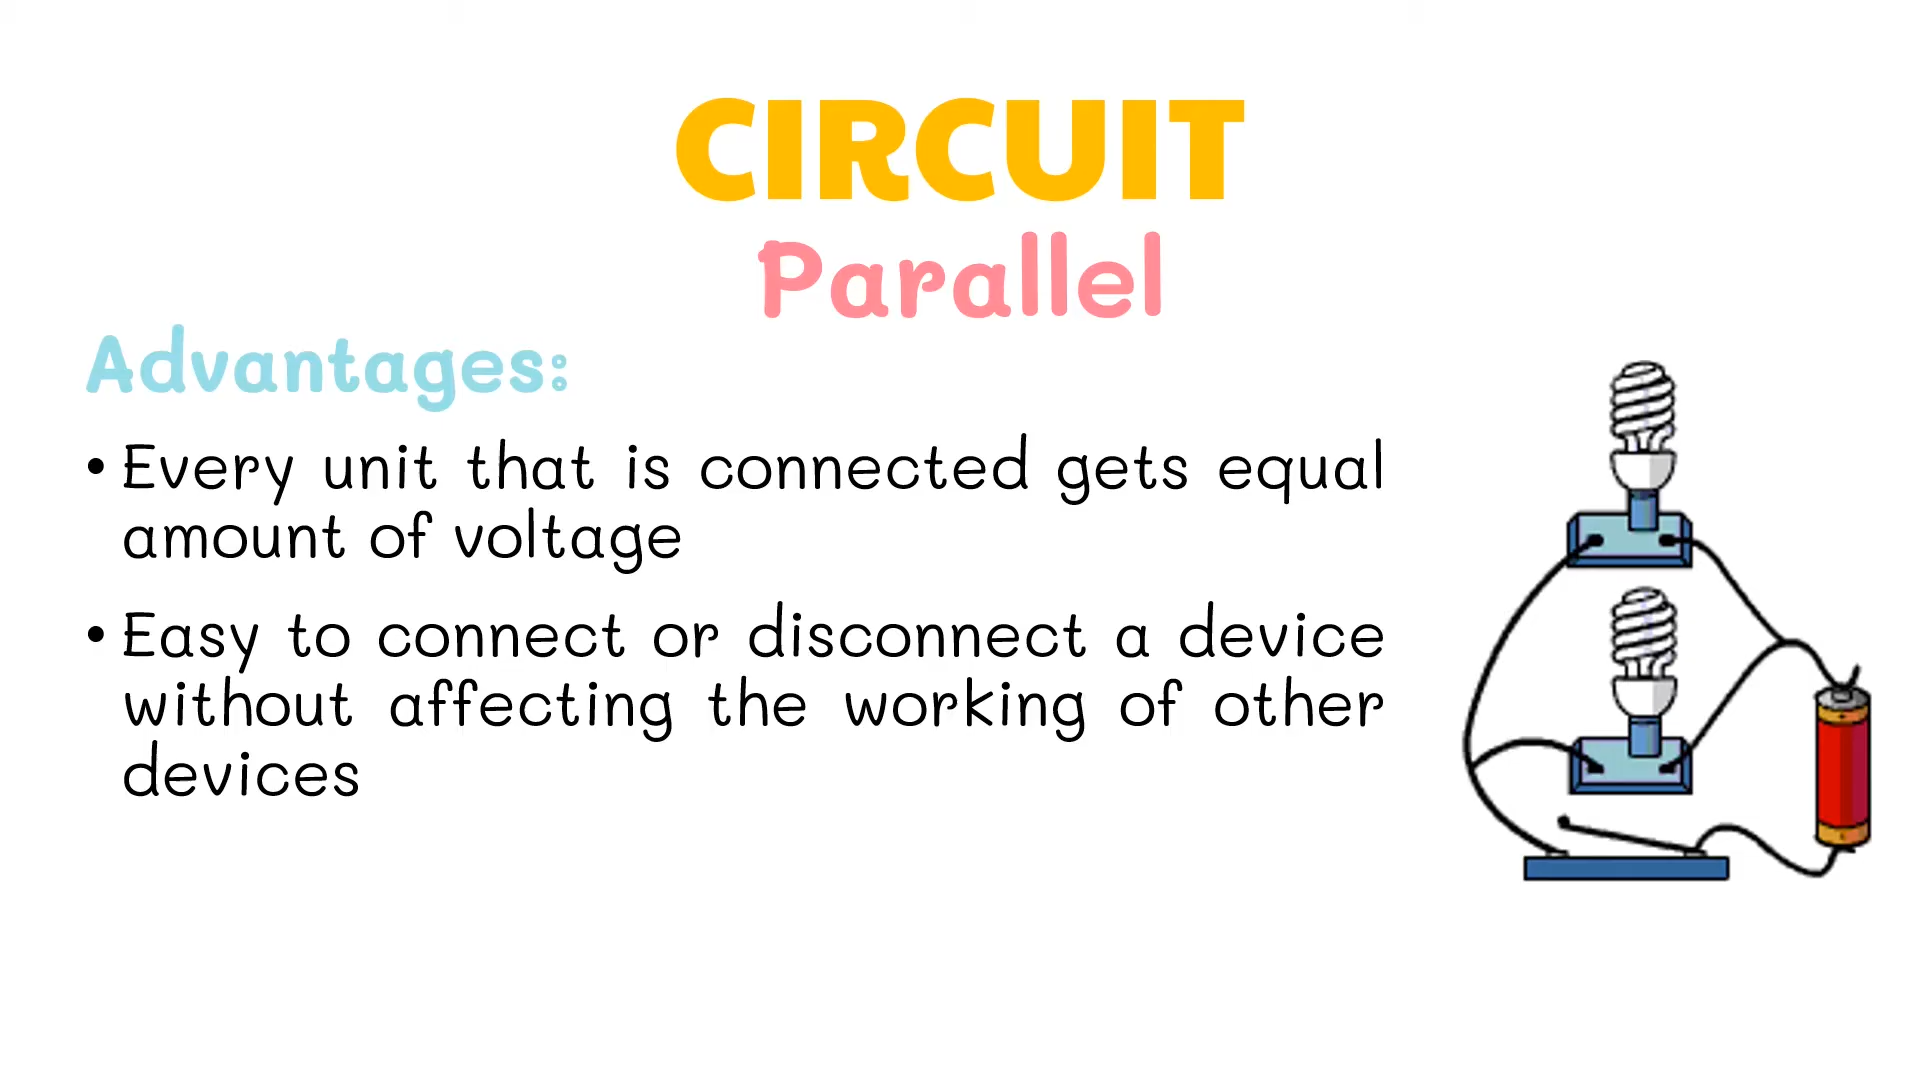 CIRCUIT
Parallel
Advantages:
• Every unit that is connected gets equal
amount of voltage
• Easy to connect or disconnect a device
without affecting the working of other
devices